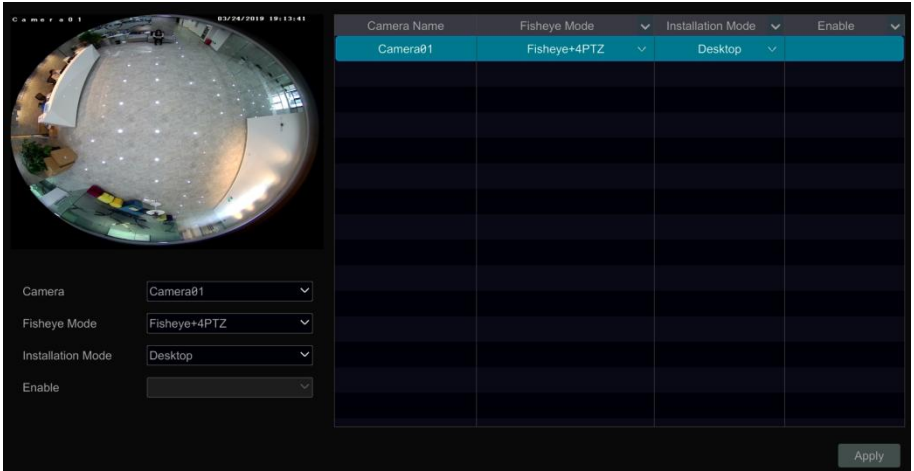 Camera01 03/24/2019 19:13:41
Camera Name Fisheye Mode Installation Mode Enable
Camera01 Fisheye+4PTZ Desktop
Camera Camera01
Fisheye Mode Fisheye+4PTZ
Installation Mode Desktop
Enable
Apply